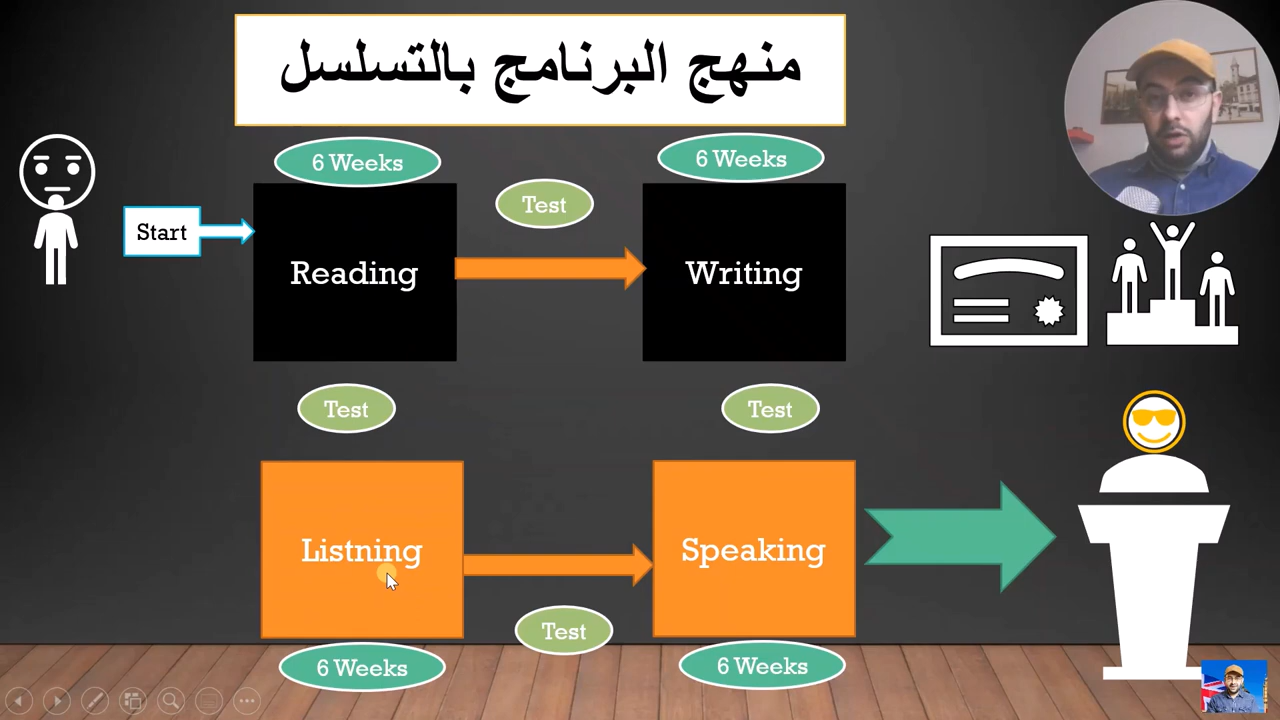 منهج البرنامج بالتسلسل
6 Weeks
6 Weeks
Test
Start
Reading
Writing
Test
Test
Listning
Speaking
Test
6 Weeks
6 Weeks